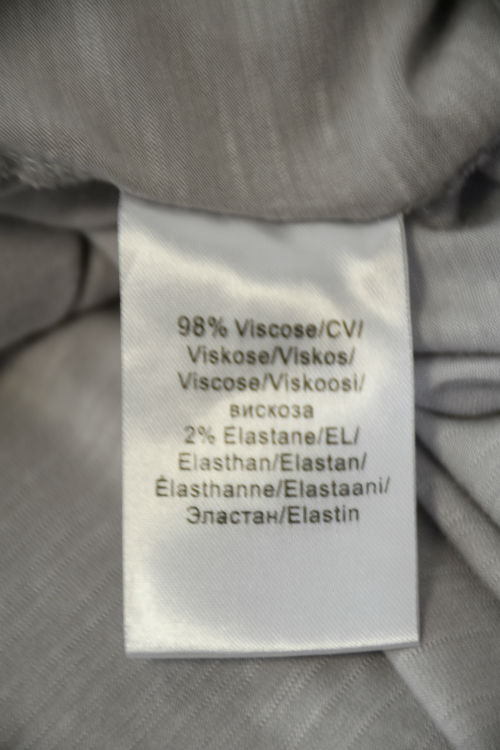 98% Viscose/CV/
Viskose/Viskos/
Viscose/Viskoosi/
вискоза
2% Elastane/EL/
Elasthan/Elastan/
Élasthanne/Elastaani/
Эластан/Elastin